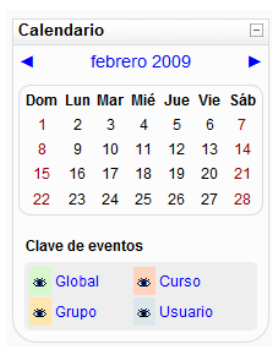 Calendario
◄ febrero 2009 ►
Dom Lun Mar Mié Jue Vie Sáb
1 2 3 4 5 6 7
8 9 10 11 12 13 14
15 16 17 18 19 20 21
22 23 24 25 26 27 28
Clave de eventos
Global Curso
Grupo Usuario